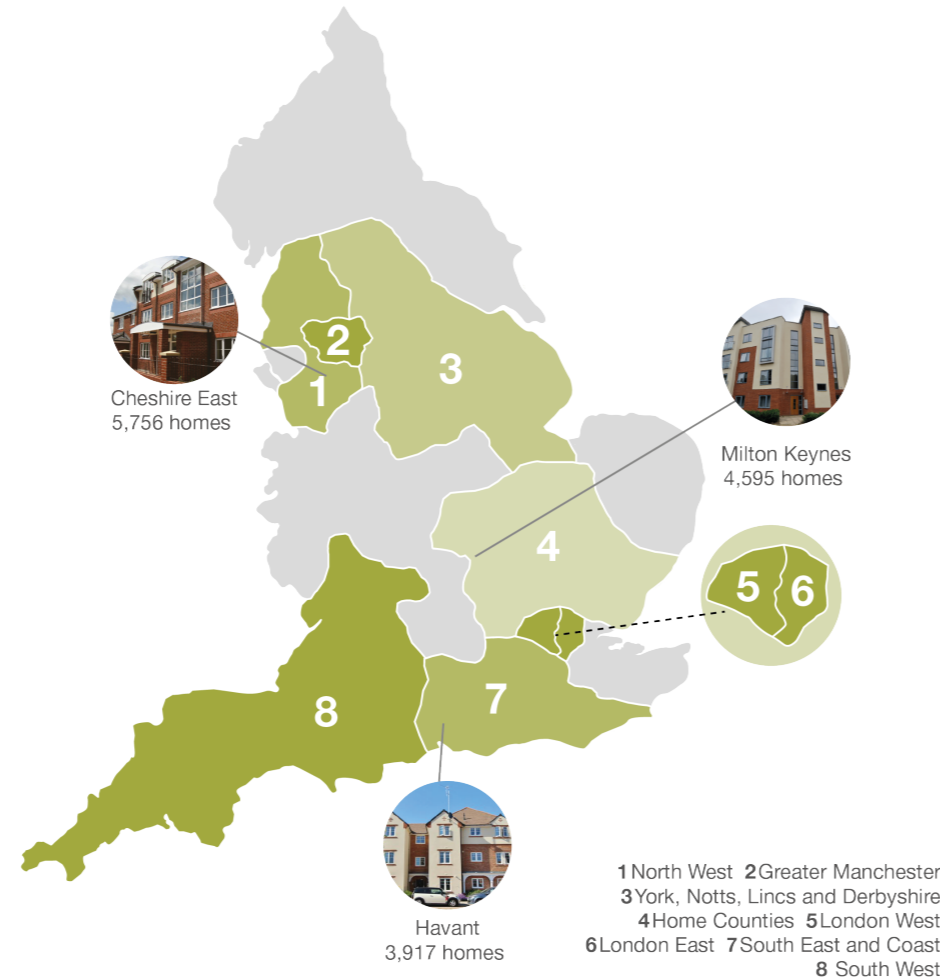 2
3
1
Cheshire East
5,756 homes
Milton Keynes
4,595 homes
4
5 6
7
8
Havant
3,917 homes
1 North West 2 Greater Manchester
3 York, Notts, Lincs and Derbyshire
4 Home Counties 5 London West
6 London East 7 South East and Coast
8 South West